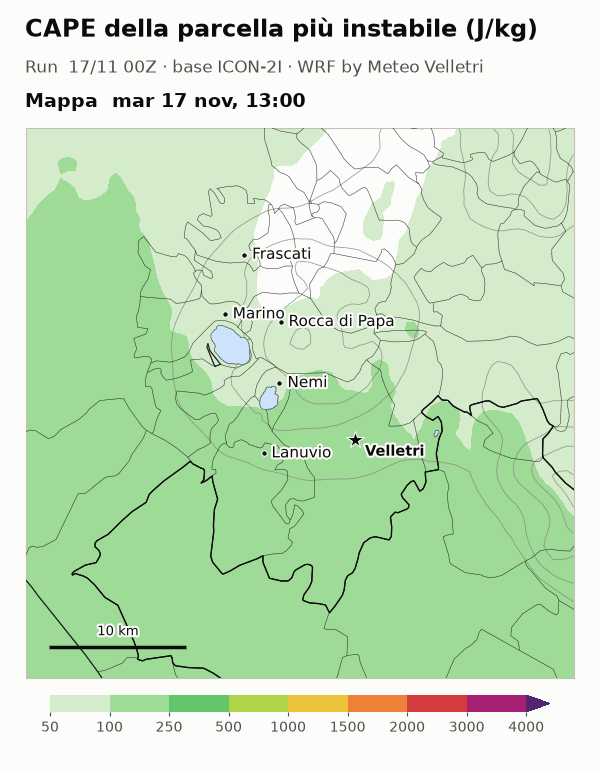 CAPE della parcella più instabile (J/kg)
Run  17/11 00Z · base ICON-2I · WRF by Meteo Velletri
Mappa  mar 17 nov, 13:00
Frascati
Marino
Rocca di Papa
Nemi
Velletri
Lanuvio
10 km
50 100 250 500 1000 1500 2000 3000 4000